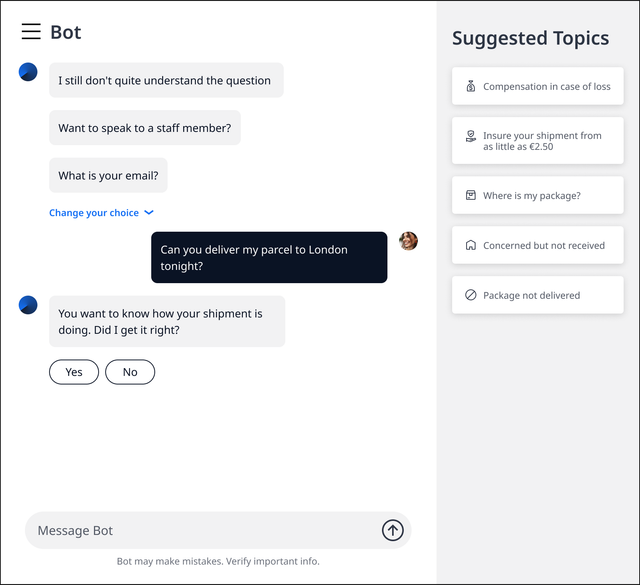 Bot
I still don't quite understand the question
Want to speak to a staff member?
What is your email?
Change your choice
Can you deliver my parcel to London
tonight?
You want to know how your shipment is
doing. Did I get it right?
Yes
No
Message Bot
Bot may make mistakes. Verify important info.
Suggested Topics
Compensation in case of loss
Insure your shipment from
as little as €2.50
Where is my package?
Concerned but not received
Package not delivered